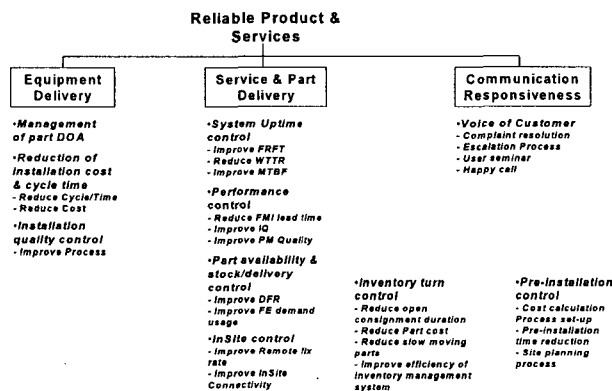 Reliable Product &
Services
Equipment
Delivery
Service & Part
Delivery
Communication
Responsiveness
•Management
of part DOA
•Reduction of
installation cost
& cycle time
- Reduce Cycle/Time
- Reduce Cost
•Installation
quality control
- Improve Process
•System Uptime
control
- Improve FRFT
- Reduce WTTR
- Improve MTBF
•Performance
control
- Reduce FMI lead time
- Improve IQ
- Improve PM Quality
•Part availability &
stock/delivery
control
- Improve DFR
- Improve FE demand
usage
•InSite control
- Improve Remote fix
rate
- Improve InSite
Connectivity
•Inventory turn
control
- Reduce open
consignment duration
- Reduce Part cost
- Reduce slow moving
parts
- Improve efficiency of
inventory management
system
•Voice of Customer
- Complaint resolution
- Escalation Process
- User seminar
- Happy call
•Pre-Installation
control
- Cost calculation
Process set-up
- Pre-installation
time reduction
- Site planning
process